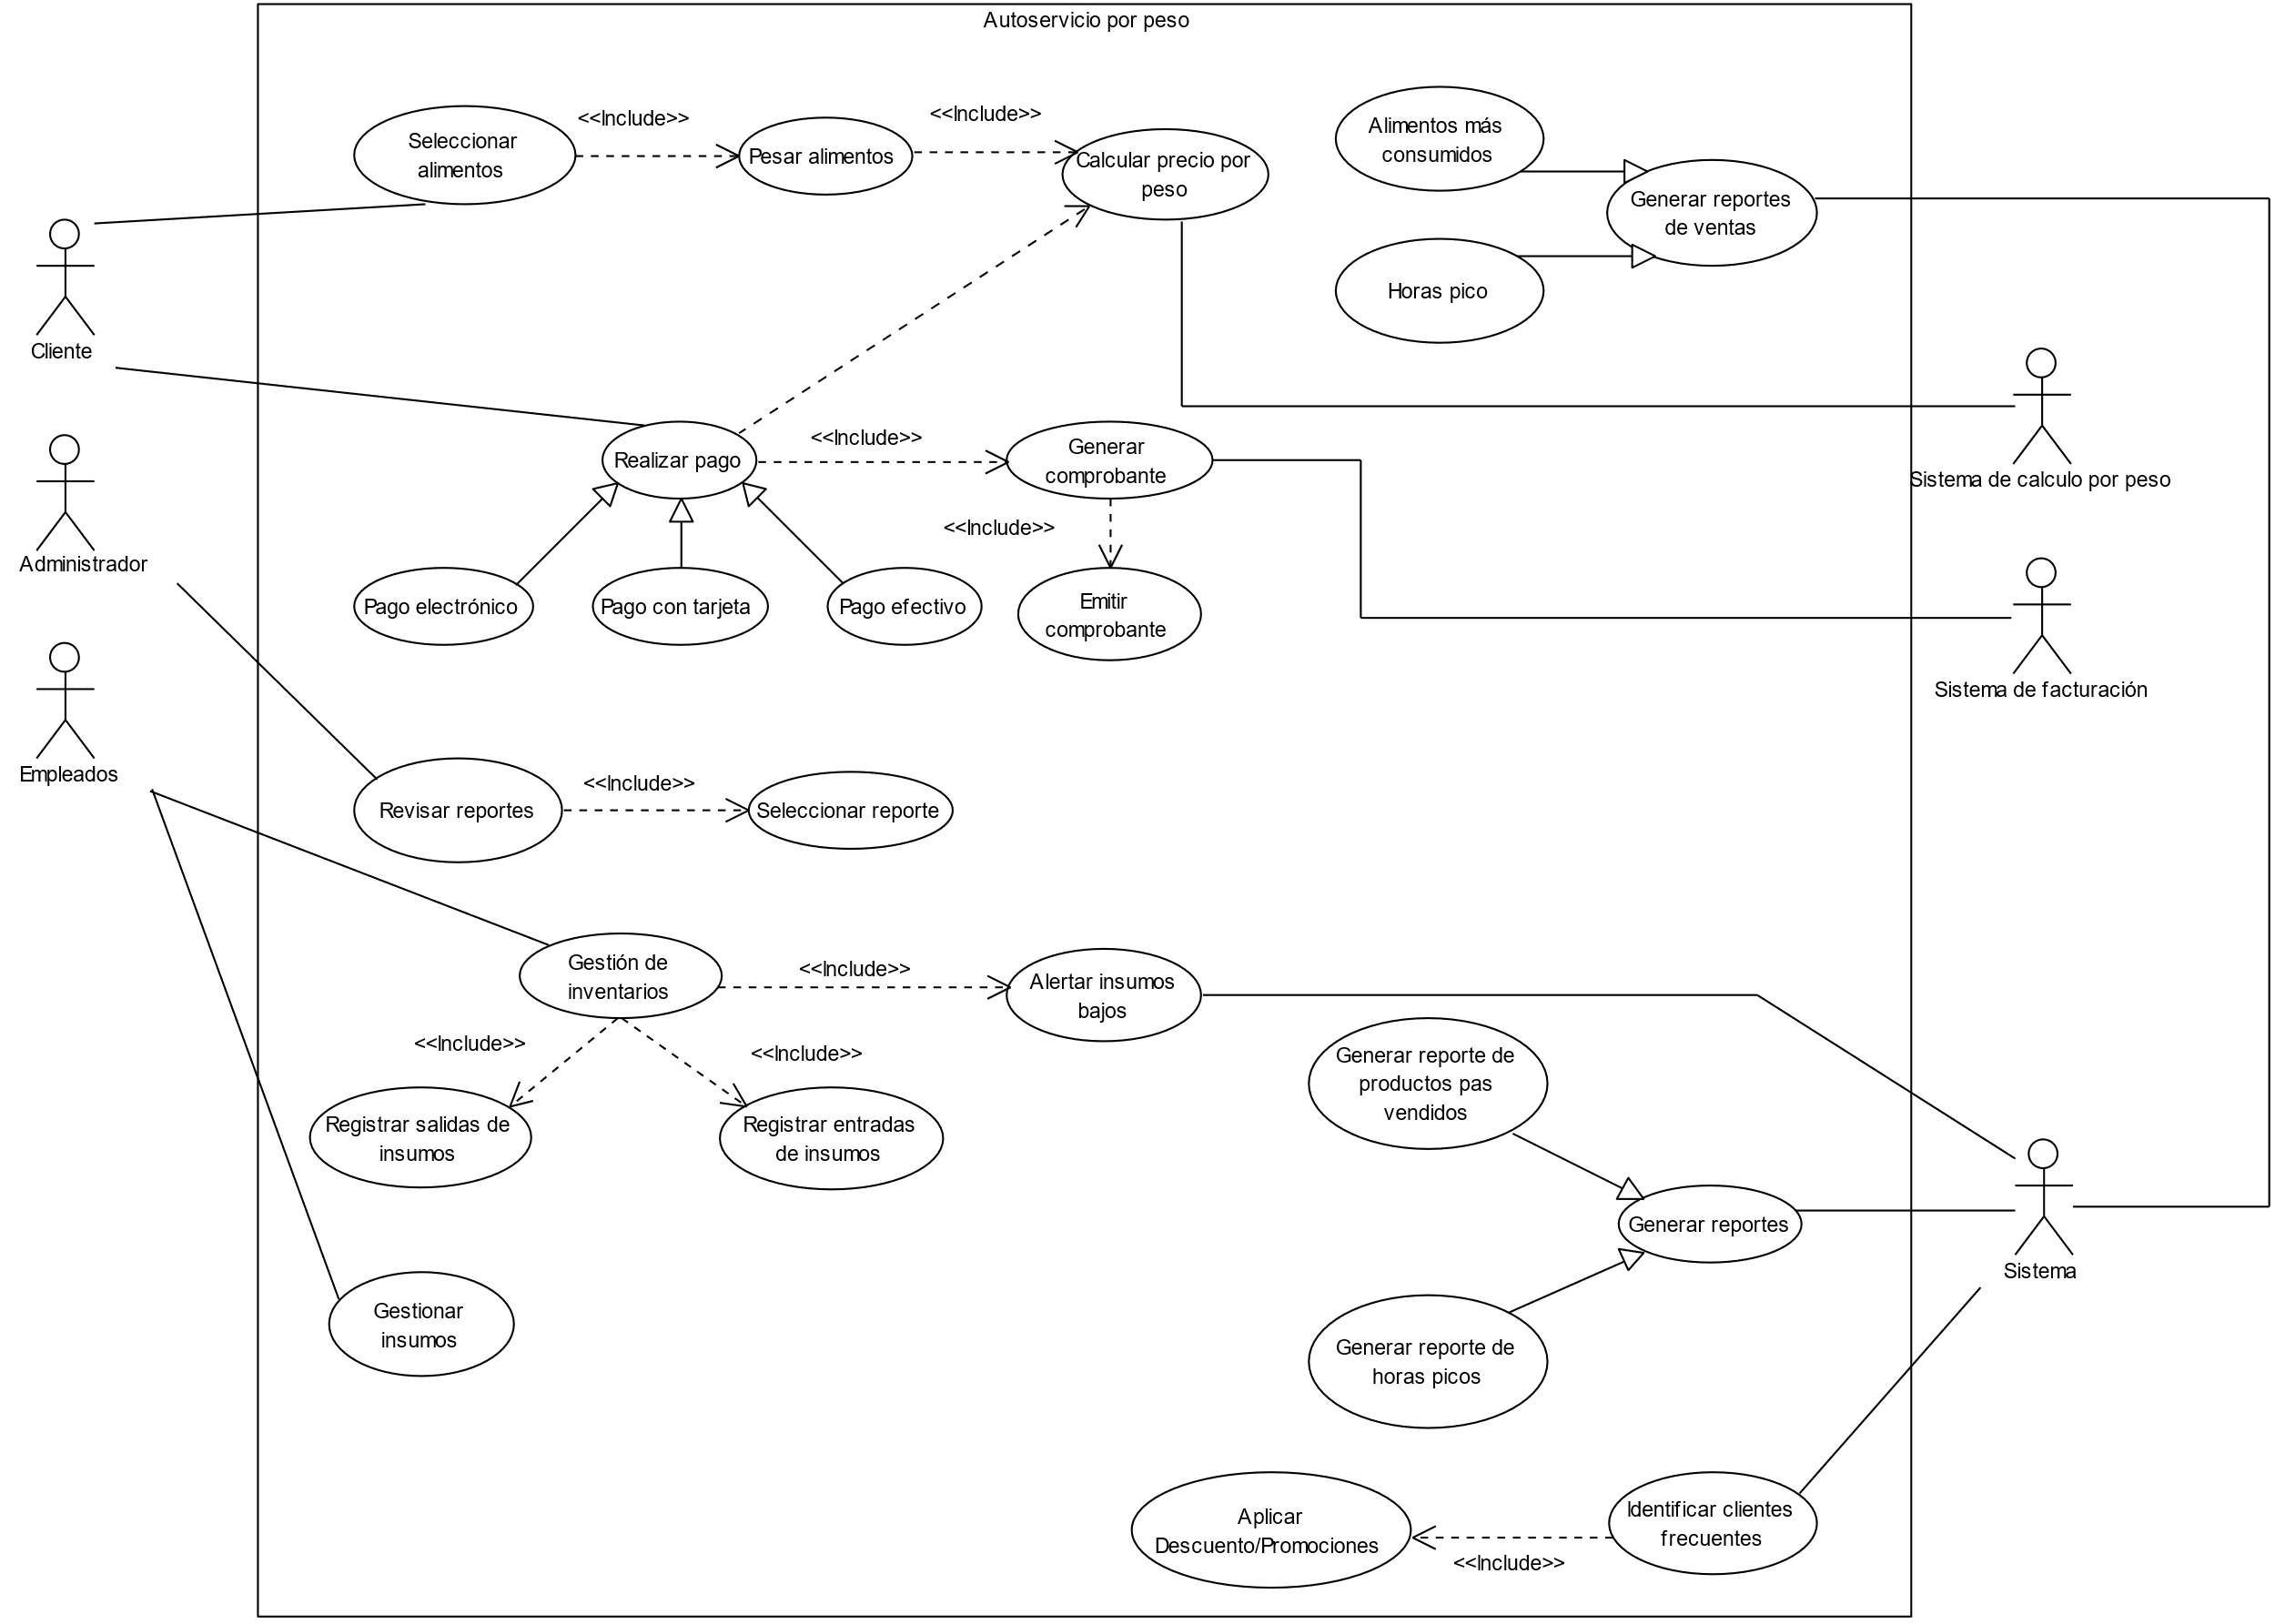 Autoservicio por peso
Seleccionar
alimentos
<<Include>>
Pesar alimentos
<<Include>>
Calcular precio por
peso
Alimentos más
consumidos
Generar reportes
de ventas
Horas pico
Cliente
Sistema de calculo por peso
Realizar pago
<<Include>>
Generar
comprobante
<<Include>>
Administrador
Pago electrónico
Pago con tarjeta
Pago efectivo
Emitir
comprobante
Sistema de facturación
Empleados
Revisar reportes
<<Include>>
Seleccionar reporte
Gestión de
inventarios
<<Include>>
Alertar insumos
bajos
<<Include>>
<<Include>>
Registrar salidas de
insumos
Registrar entradas
de insumos
Generar reporte de
productos pas
vendidos
Generar reportes
Sistema
Gestionar
insumos
Generar reporte de
horas picos
Aplicar
Descuento/Promociones
<<Include>>
Identificar clientes
frecuentes